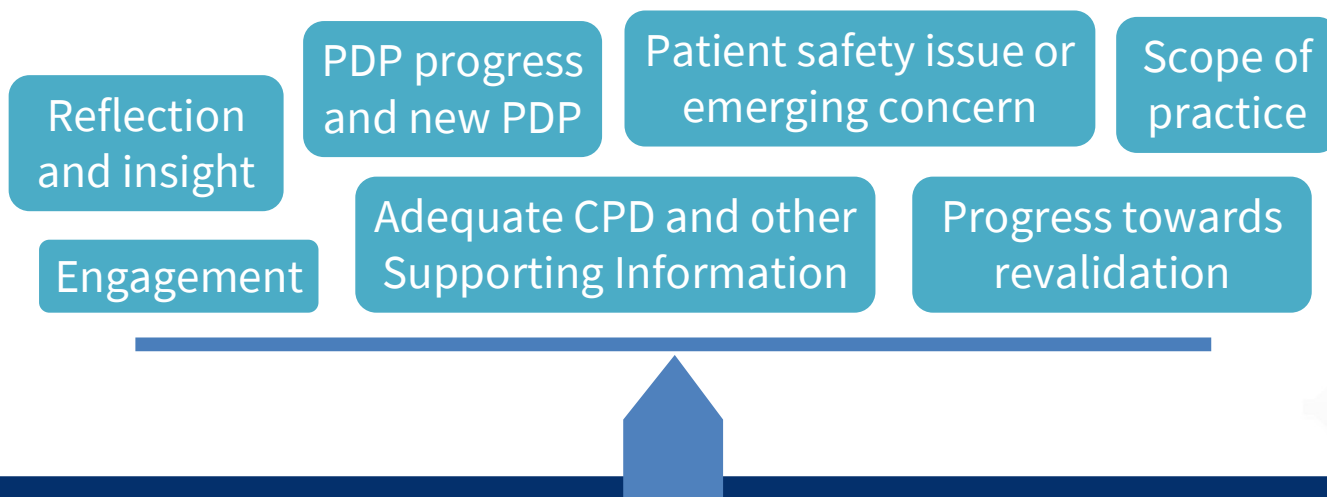 Reflection
and insight
PDP progress
and new PDP
Patient safety issue or
emerging concern
Scope of
practice
Engagement
Adequate CPD and other
Supporting Information
Progress towards
revalidation